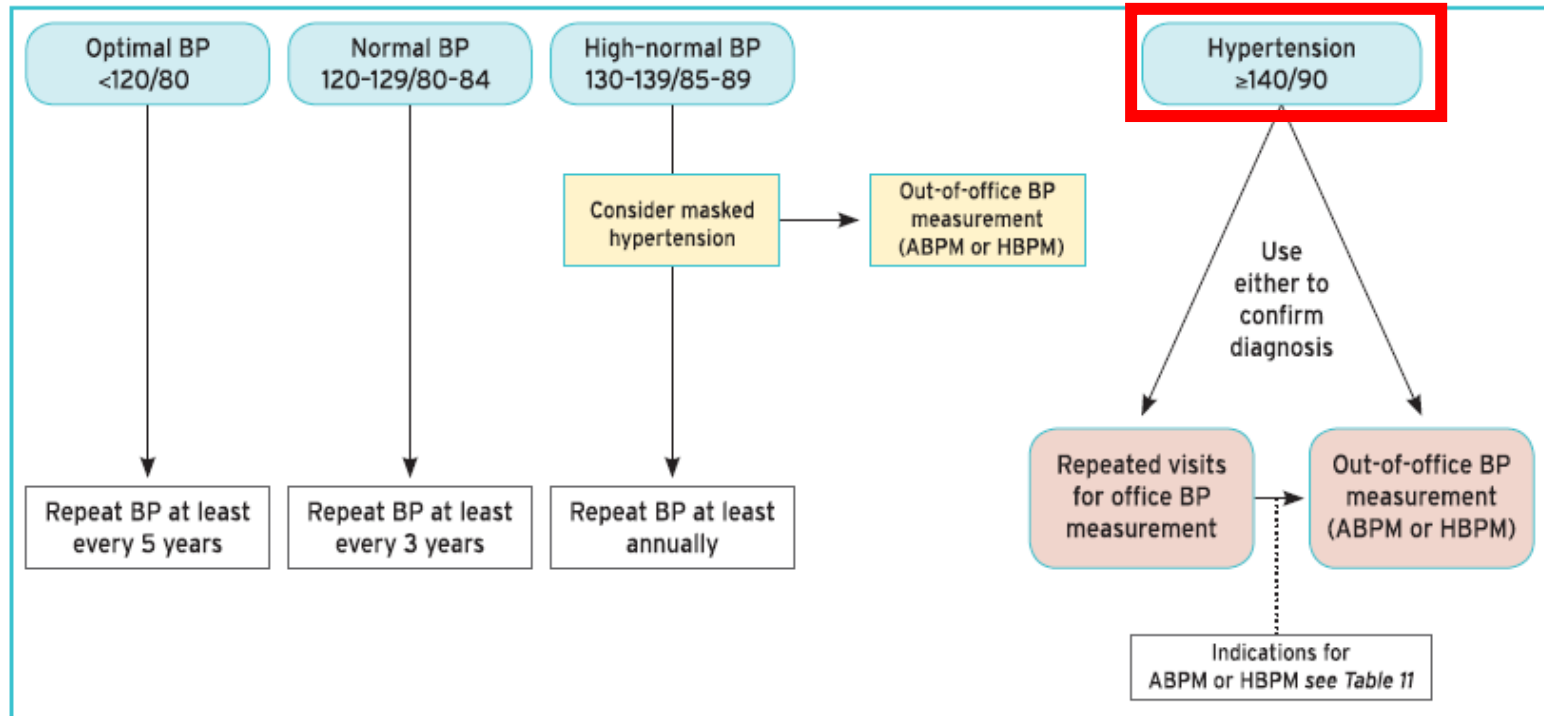 Optimal BP
<120/80
Normal BP
120–129/80–84
High–normal BP
130–139/85–89
Hypertension
≥140/90
Consider masked
hypertension
Out-of-office BP
measurement
(ABPM or HBPM)
Use
either to
confirm
diagnosis
Repeat BP at least
every 5 years
Repeat BP at least
every 3 years
Repeat BP at least
annually
Repeated visits
for office BP
measurement
Out-of-office BP
measurement
(ABPM or HBPM)
Indications for
ABPM or HBPM see Table 11